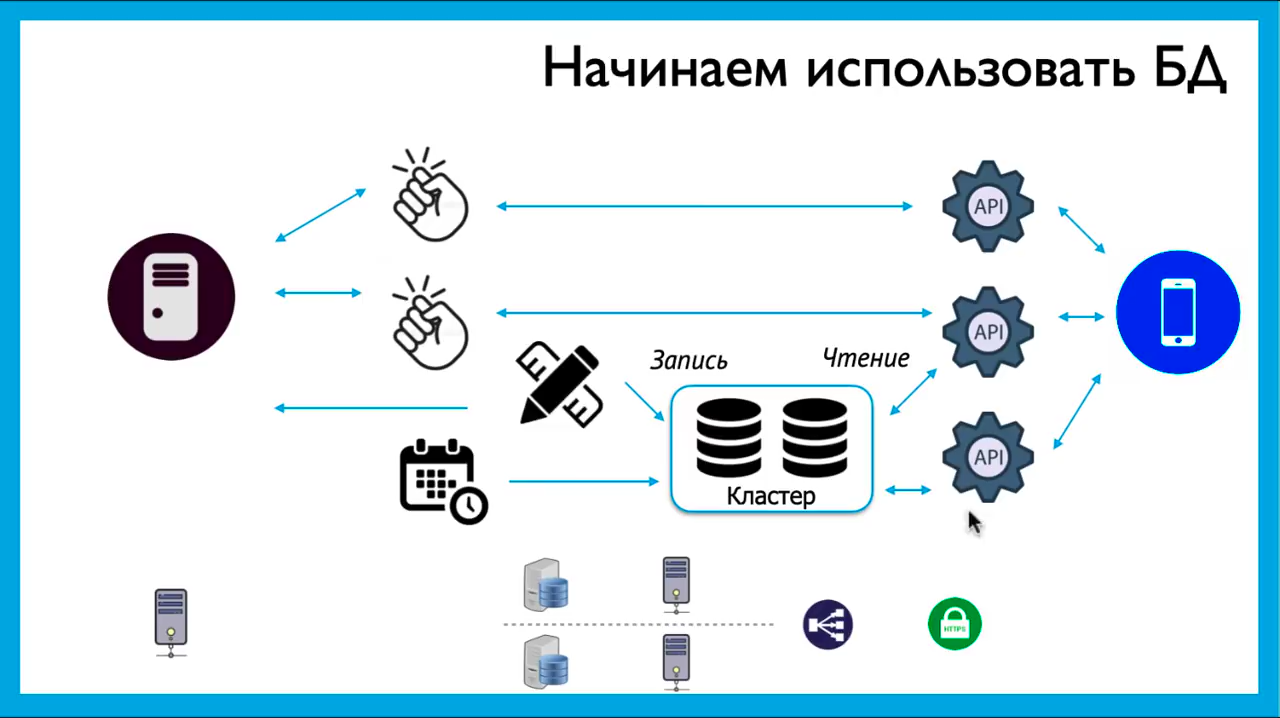 Начинаем использовать БД
API
API
Запись
Чтение
API
Кластер
HTTPS